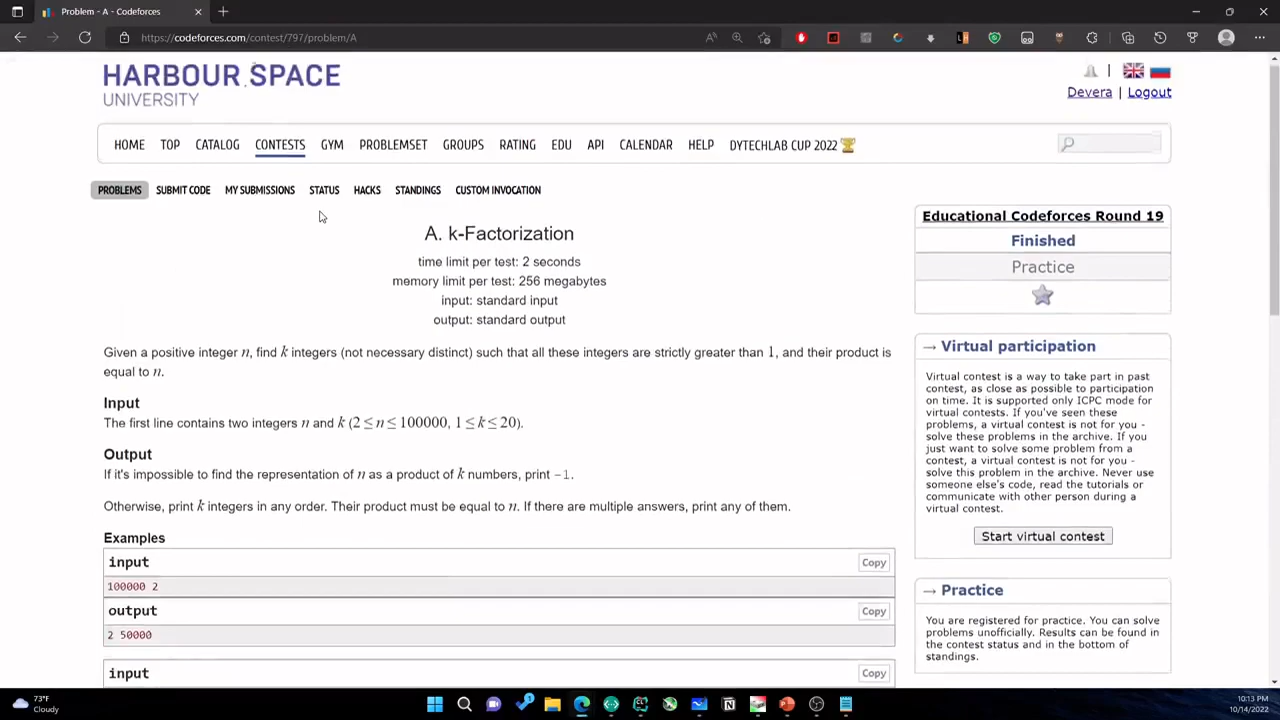 Problem - A - Codeforces
https://codeforces.com/contest/797/problem/A
HARBOUR.SPACE
UNIVERSITY
Devera | Logout
HOME TOP CATALOG CONTESTS GYM PROBLEMSET GROUPS RATING EDU API CALENDAR HELP DYTECHLAB CUP 2022
PROBLEMS SUBMIT CODE MY SUBMISSIONS STATUS HACKS STANDINGS CUSTOM INVOCATION
A. k-Factorization
time limit per test: 2 seconds
memory limit per test: 256 megabytes
input: standard input
output: standard output
Given a positive integer n, find k integers (not necessary distinct) such that all these integers are strictly greater than 1, and their product is
equal to n.
Input
The first line contains two integers n and k (2 ≤ n ≤ 100000, 1 ≤ k ≤ 20).
Output
If it's impossible to find the representation of n as a product of k numbers, print -1.
Otherwise, print k integers in any order. Their product must be equal to n. If there are multiple answers, print any of them.
Examples
input
Copy
100000 2
output
Copy
2 50000
input
Copy
Educational Codeforces Round 19
Finished
Practice
→ Virtual participation
Virtual contest is a way to take part in past
contest, as close as possible to participation
on time. It is supported only ICPC mode for
virtual contests. If you've seen these
problems, a virtual contest is not for you -
solve these problems in the archive. If you
just want to solve some problem from a
contest, a virtual contest is not for you -
solve this problem in the archive. Never use
someone else's code, read the tutorials or
communicate with other person during a
virtual contest.
Start virtual contest
→ Practice
You are registered for practice. You can solve
problems unofficially. Results can be found in
the contest status and in the bottom of
standings.
73°F
Cloudy
10:13 PM
10/14/2022